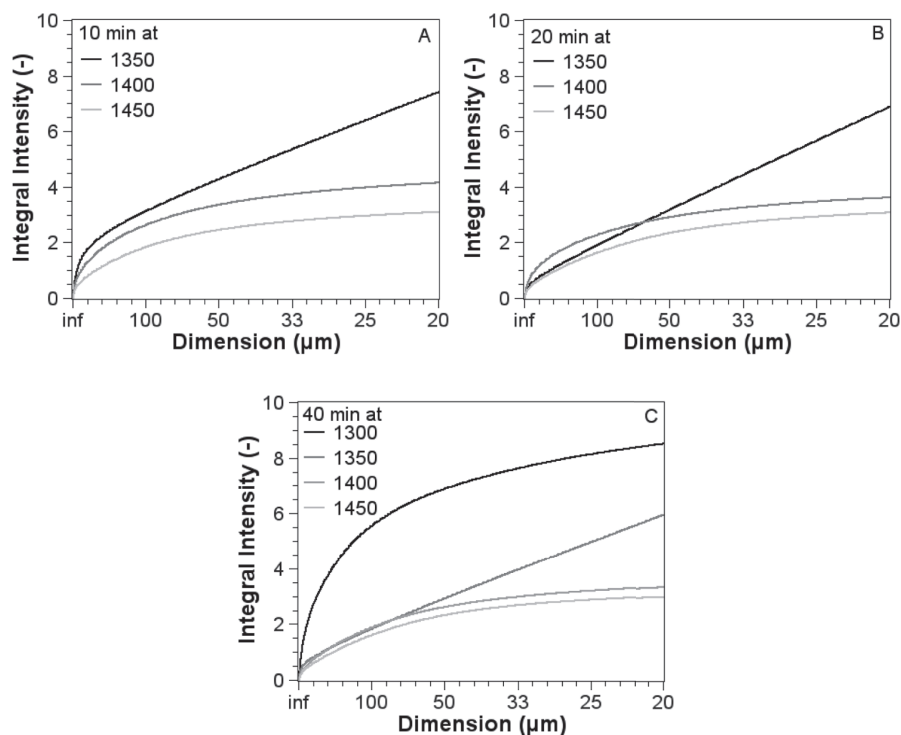 10 min at
A
1350
1400
1450
Integral Intensity (-)
10
8
6
4
2
0
inf 100 50 33 25 20
Dimension (µm)
20 min at
B
1350
1400
1450
Integral Inensity (-)
10
8
6
4
2
0
inf 100 50 33 25 20
Dimension (µm)
40 min at
C
1300
1350
1400
1450
Integral Intensity (-)
10
8
6
4
2
0
inf 100 50 33 25 20
Dimension (µm)